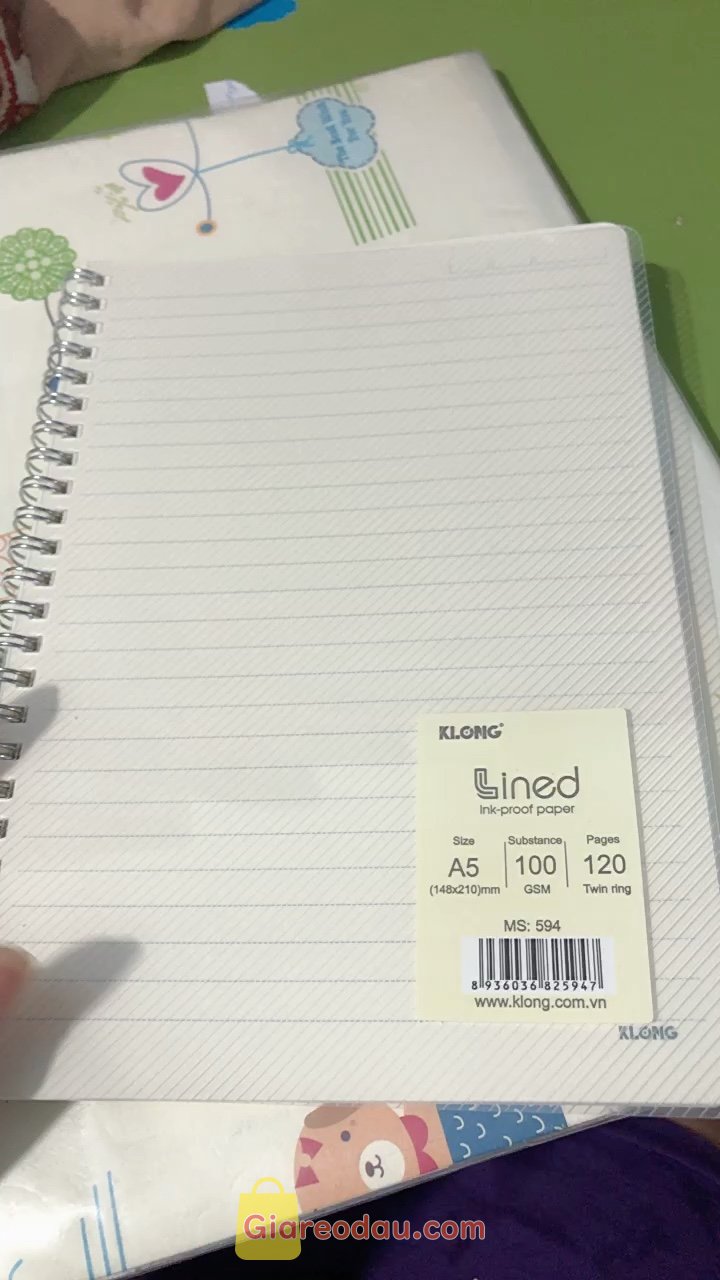 KLONG
Lined
Ink-proof paper
Size Substance Pages
A5 100 120
(148x210)mm GSM Twin ring
MS: 594
8 936036 825947
www.klong.com.vn
KLONG
Giareodau.com